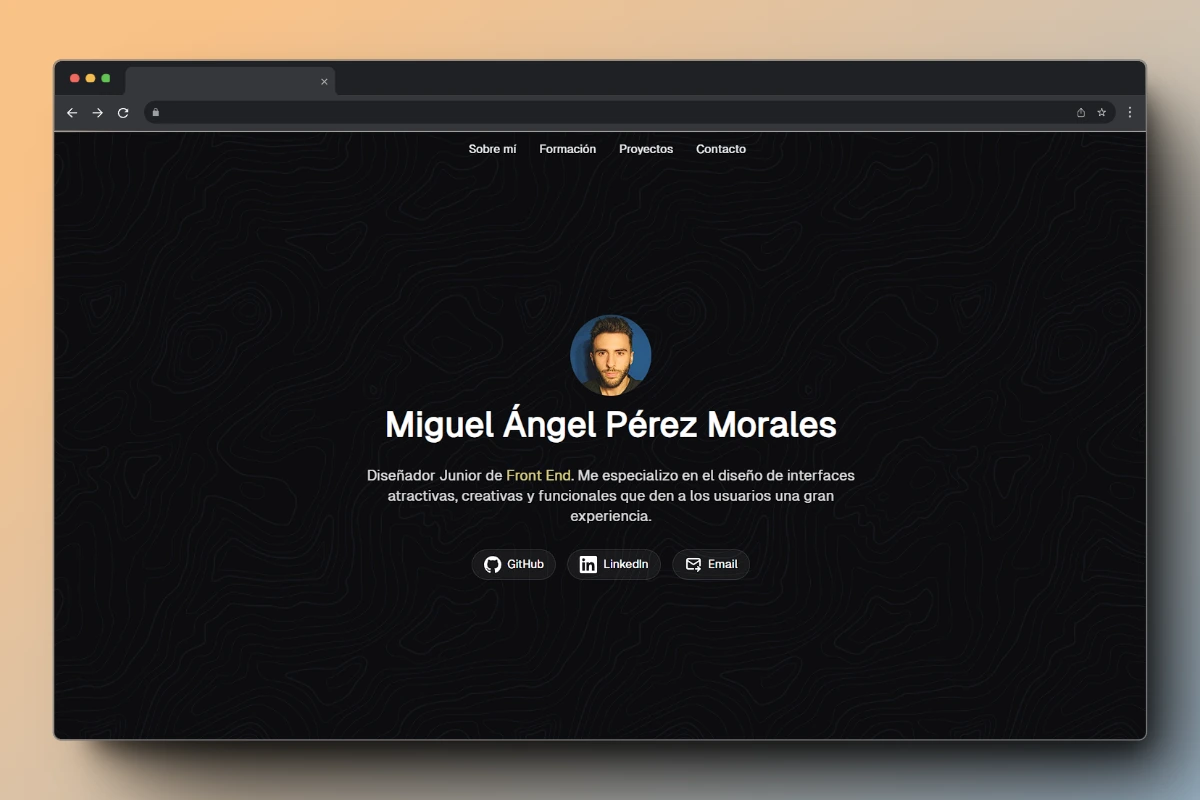 Sobre mí Formación Proyectos Contacto
Miguel Ángel Pérez Morales
Diseñador Junior de Front End. Me especializo en el diseño de interfaces
atractivas, creativas y funcionales que den a los usuarios una gran
experiencia.
GitHub LinkedIn Email